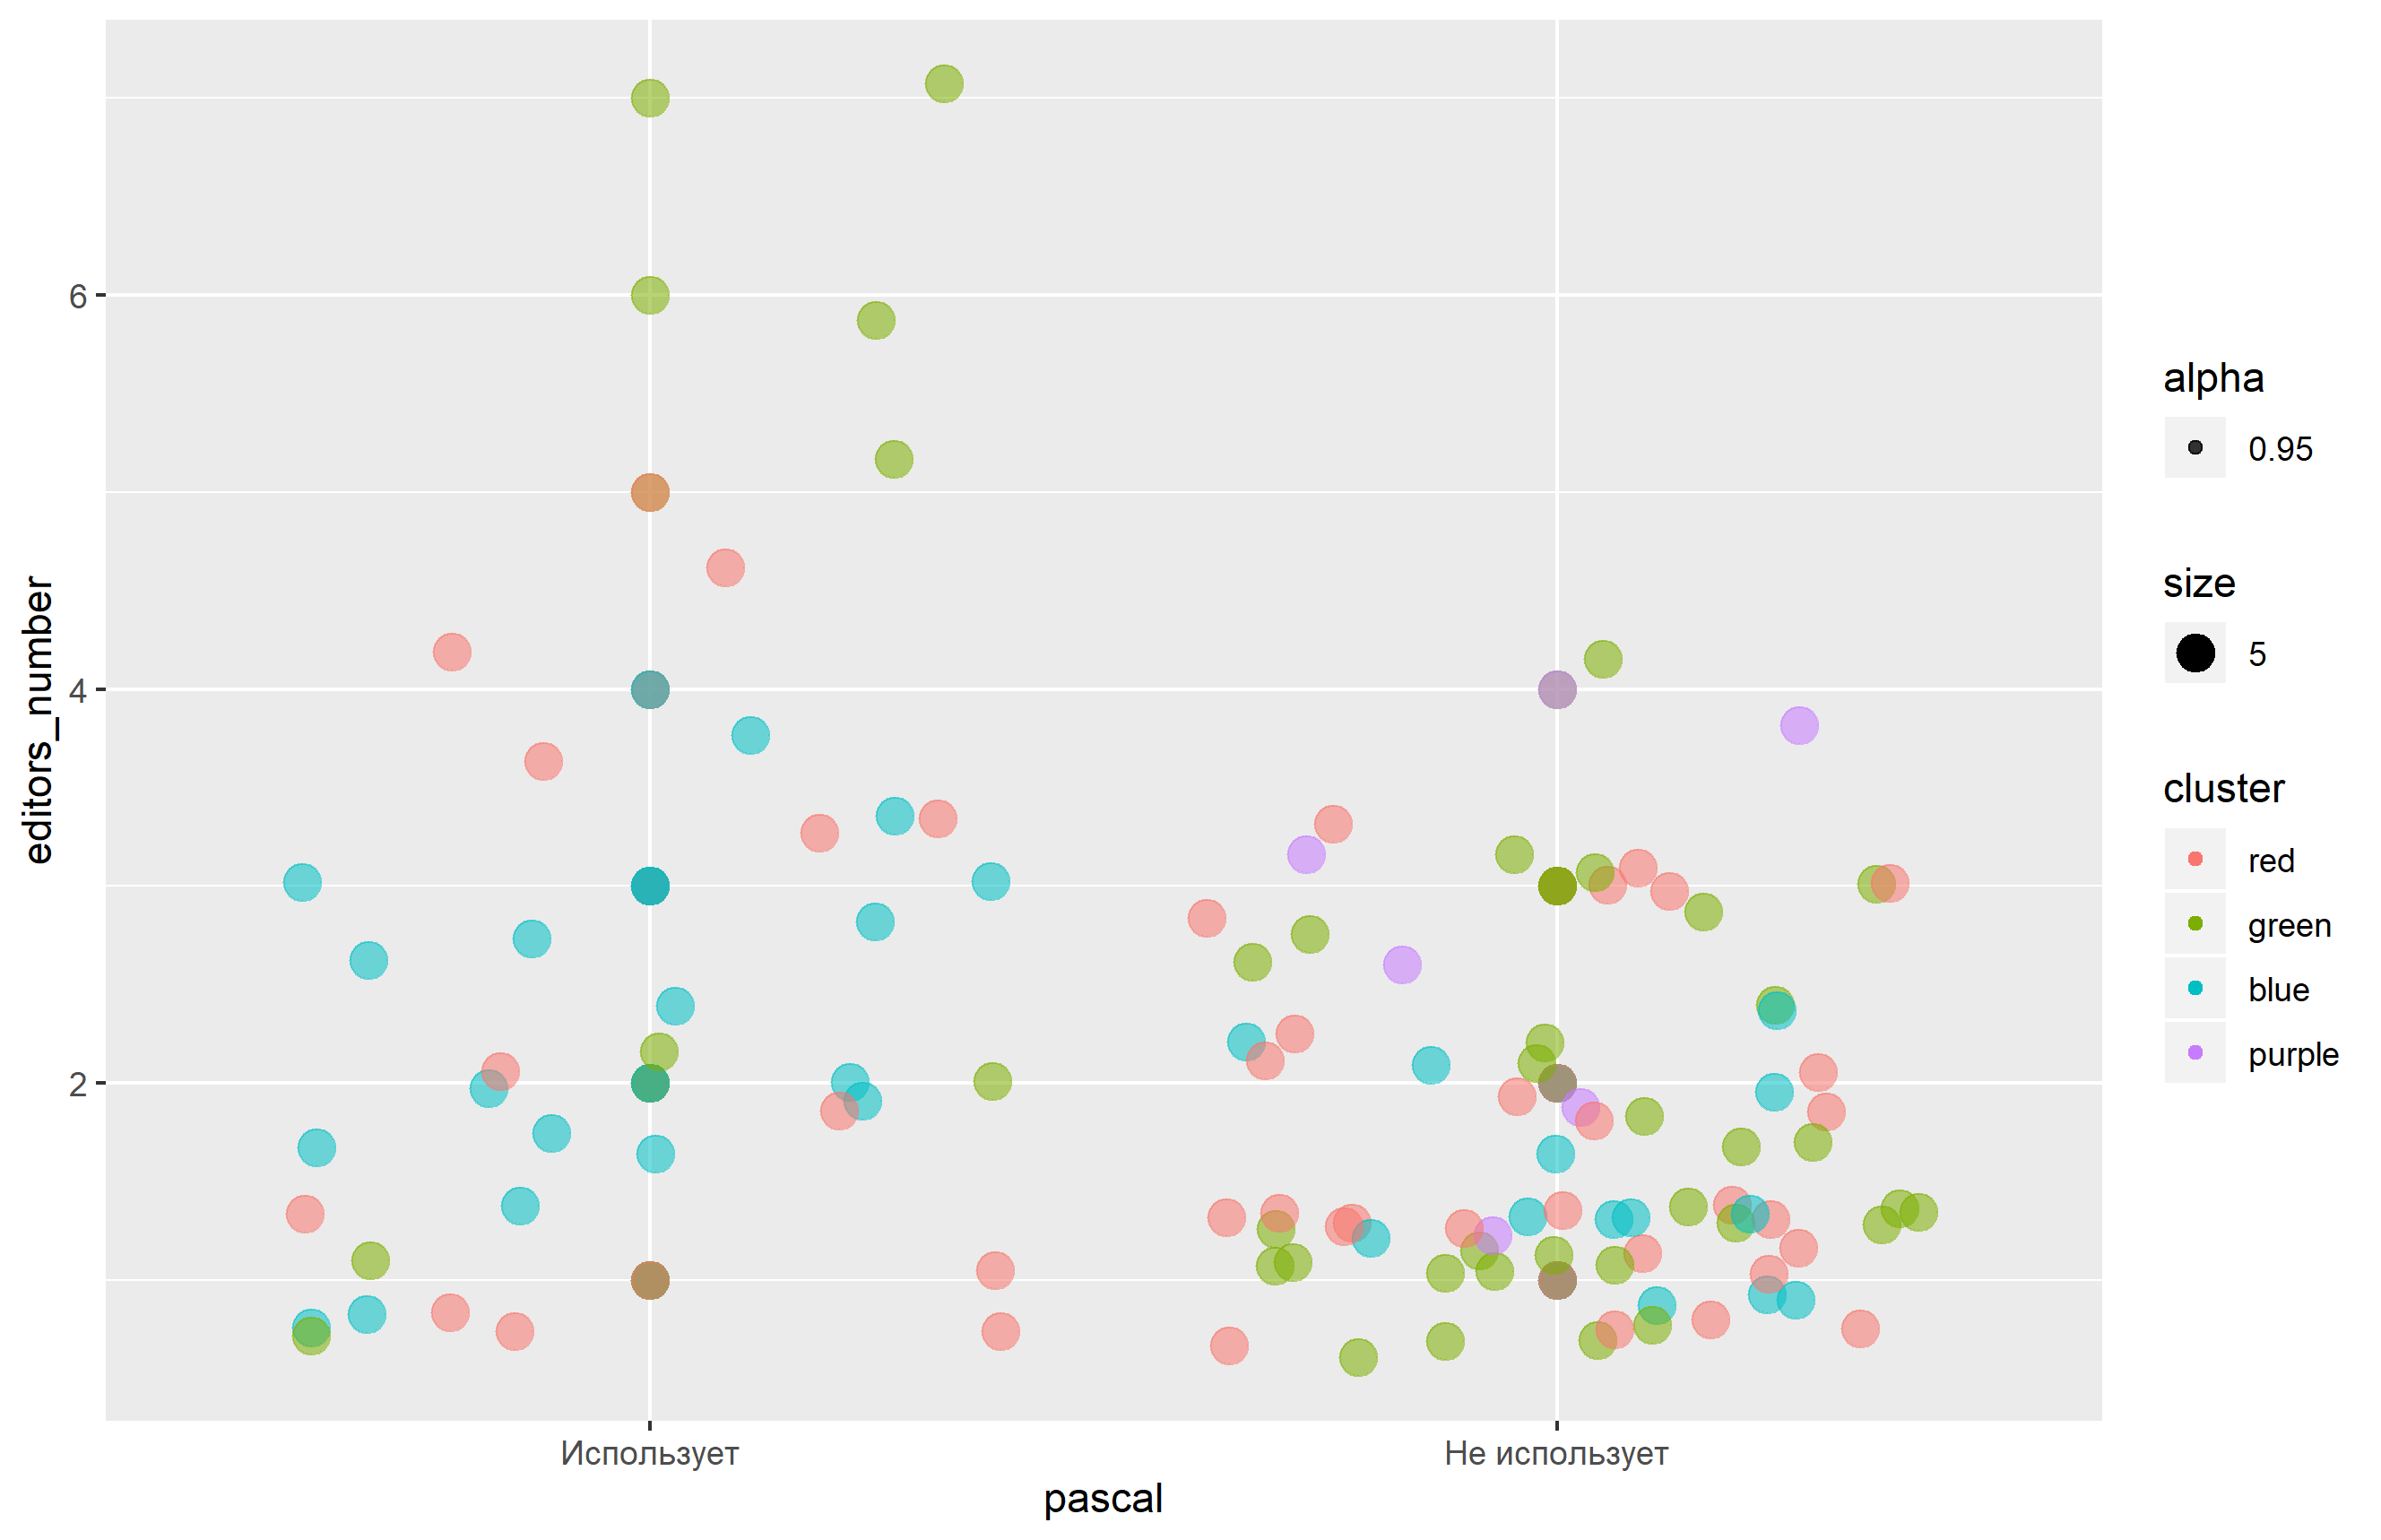 editors_number
6
4
2
Использует
Не использует
pascal
alpha
0.95
size
5
cluster
red
green
blue
purple